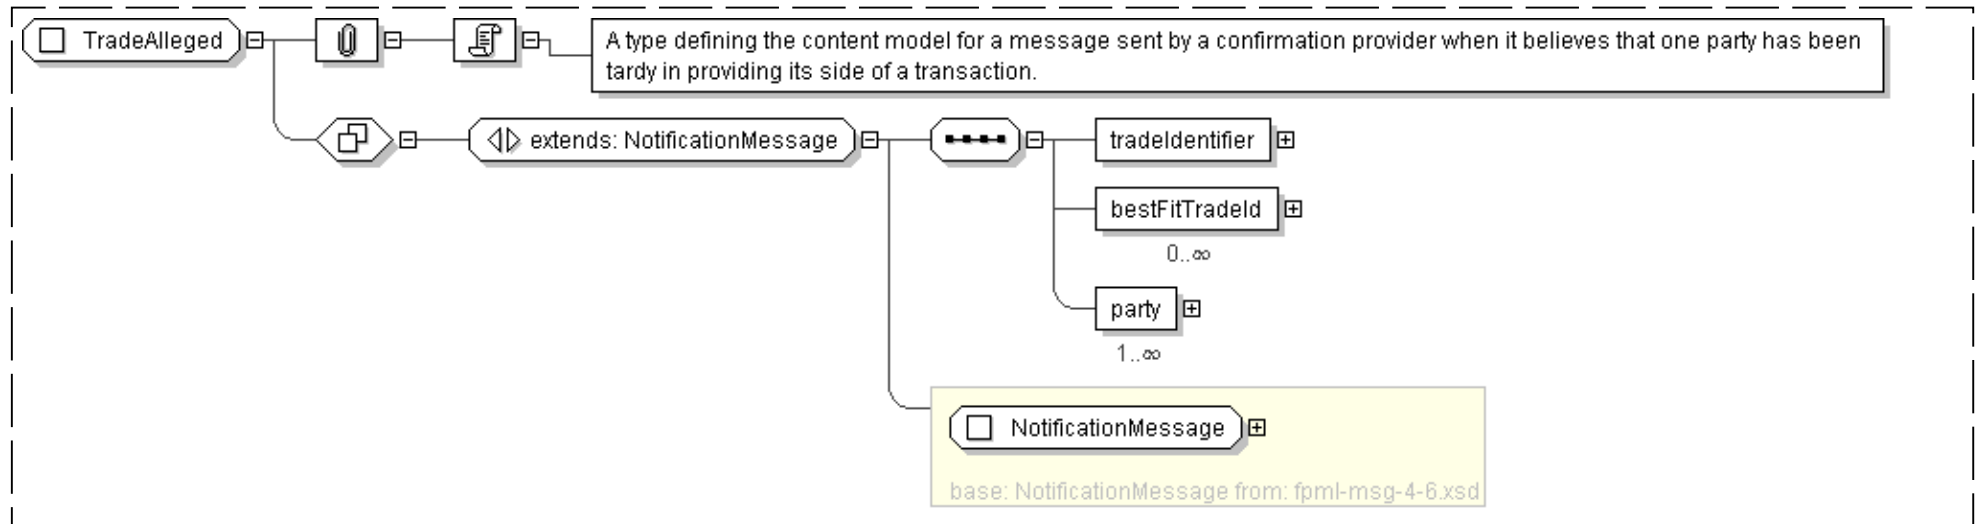 TradeAlleged
A type defining the content model for a message sent by a confirmation provider when it believes that one party has been
tardy in providing its side of a transaction.
extends: NotificationMessage
tradeIdentifier
bestFitTradeId
0..∞
party
1..∞
NotificationMessage
base: NotificationMessage from: fpml-msg-4-6.xsd